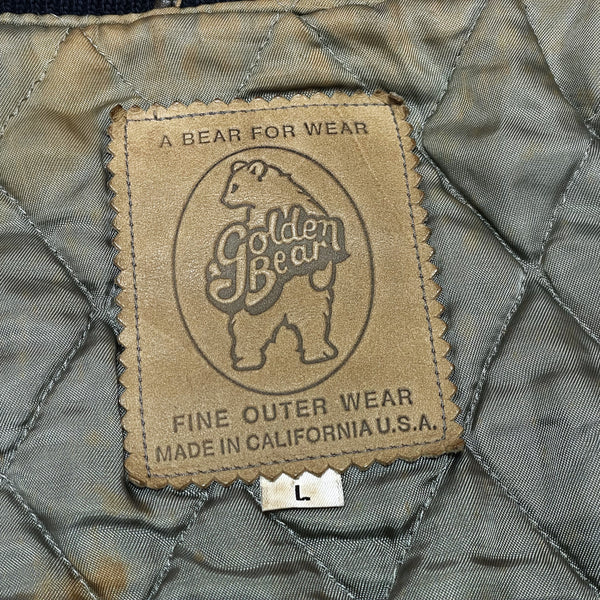 A BEAR FOR WEAR
Golden
Bear
FINE OUTER WEAR
MADE IN CALIFORNIA U.S.A.
L